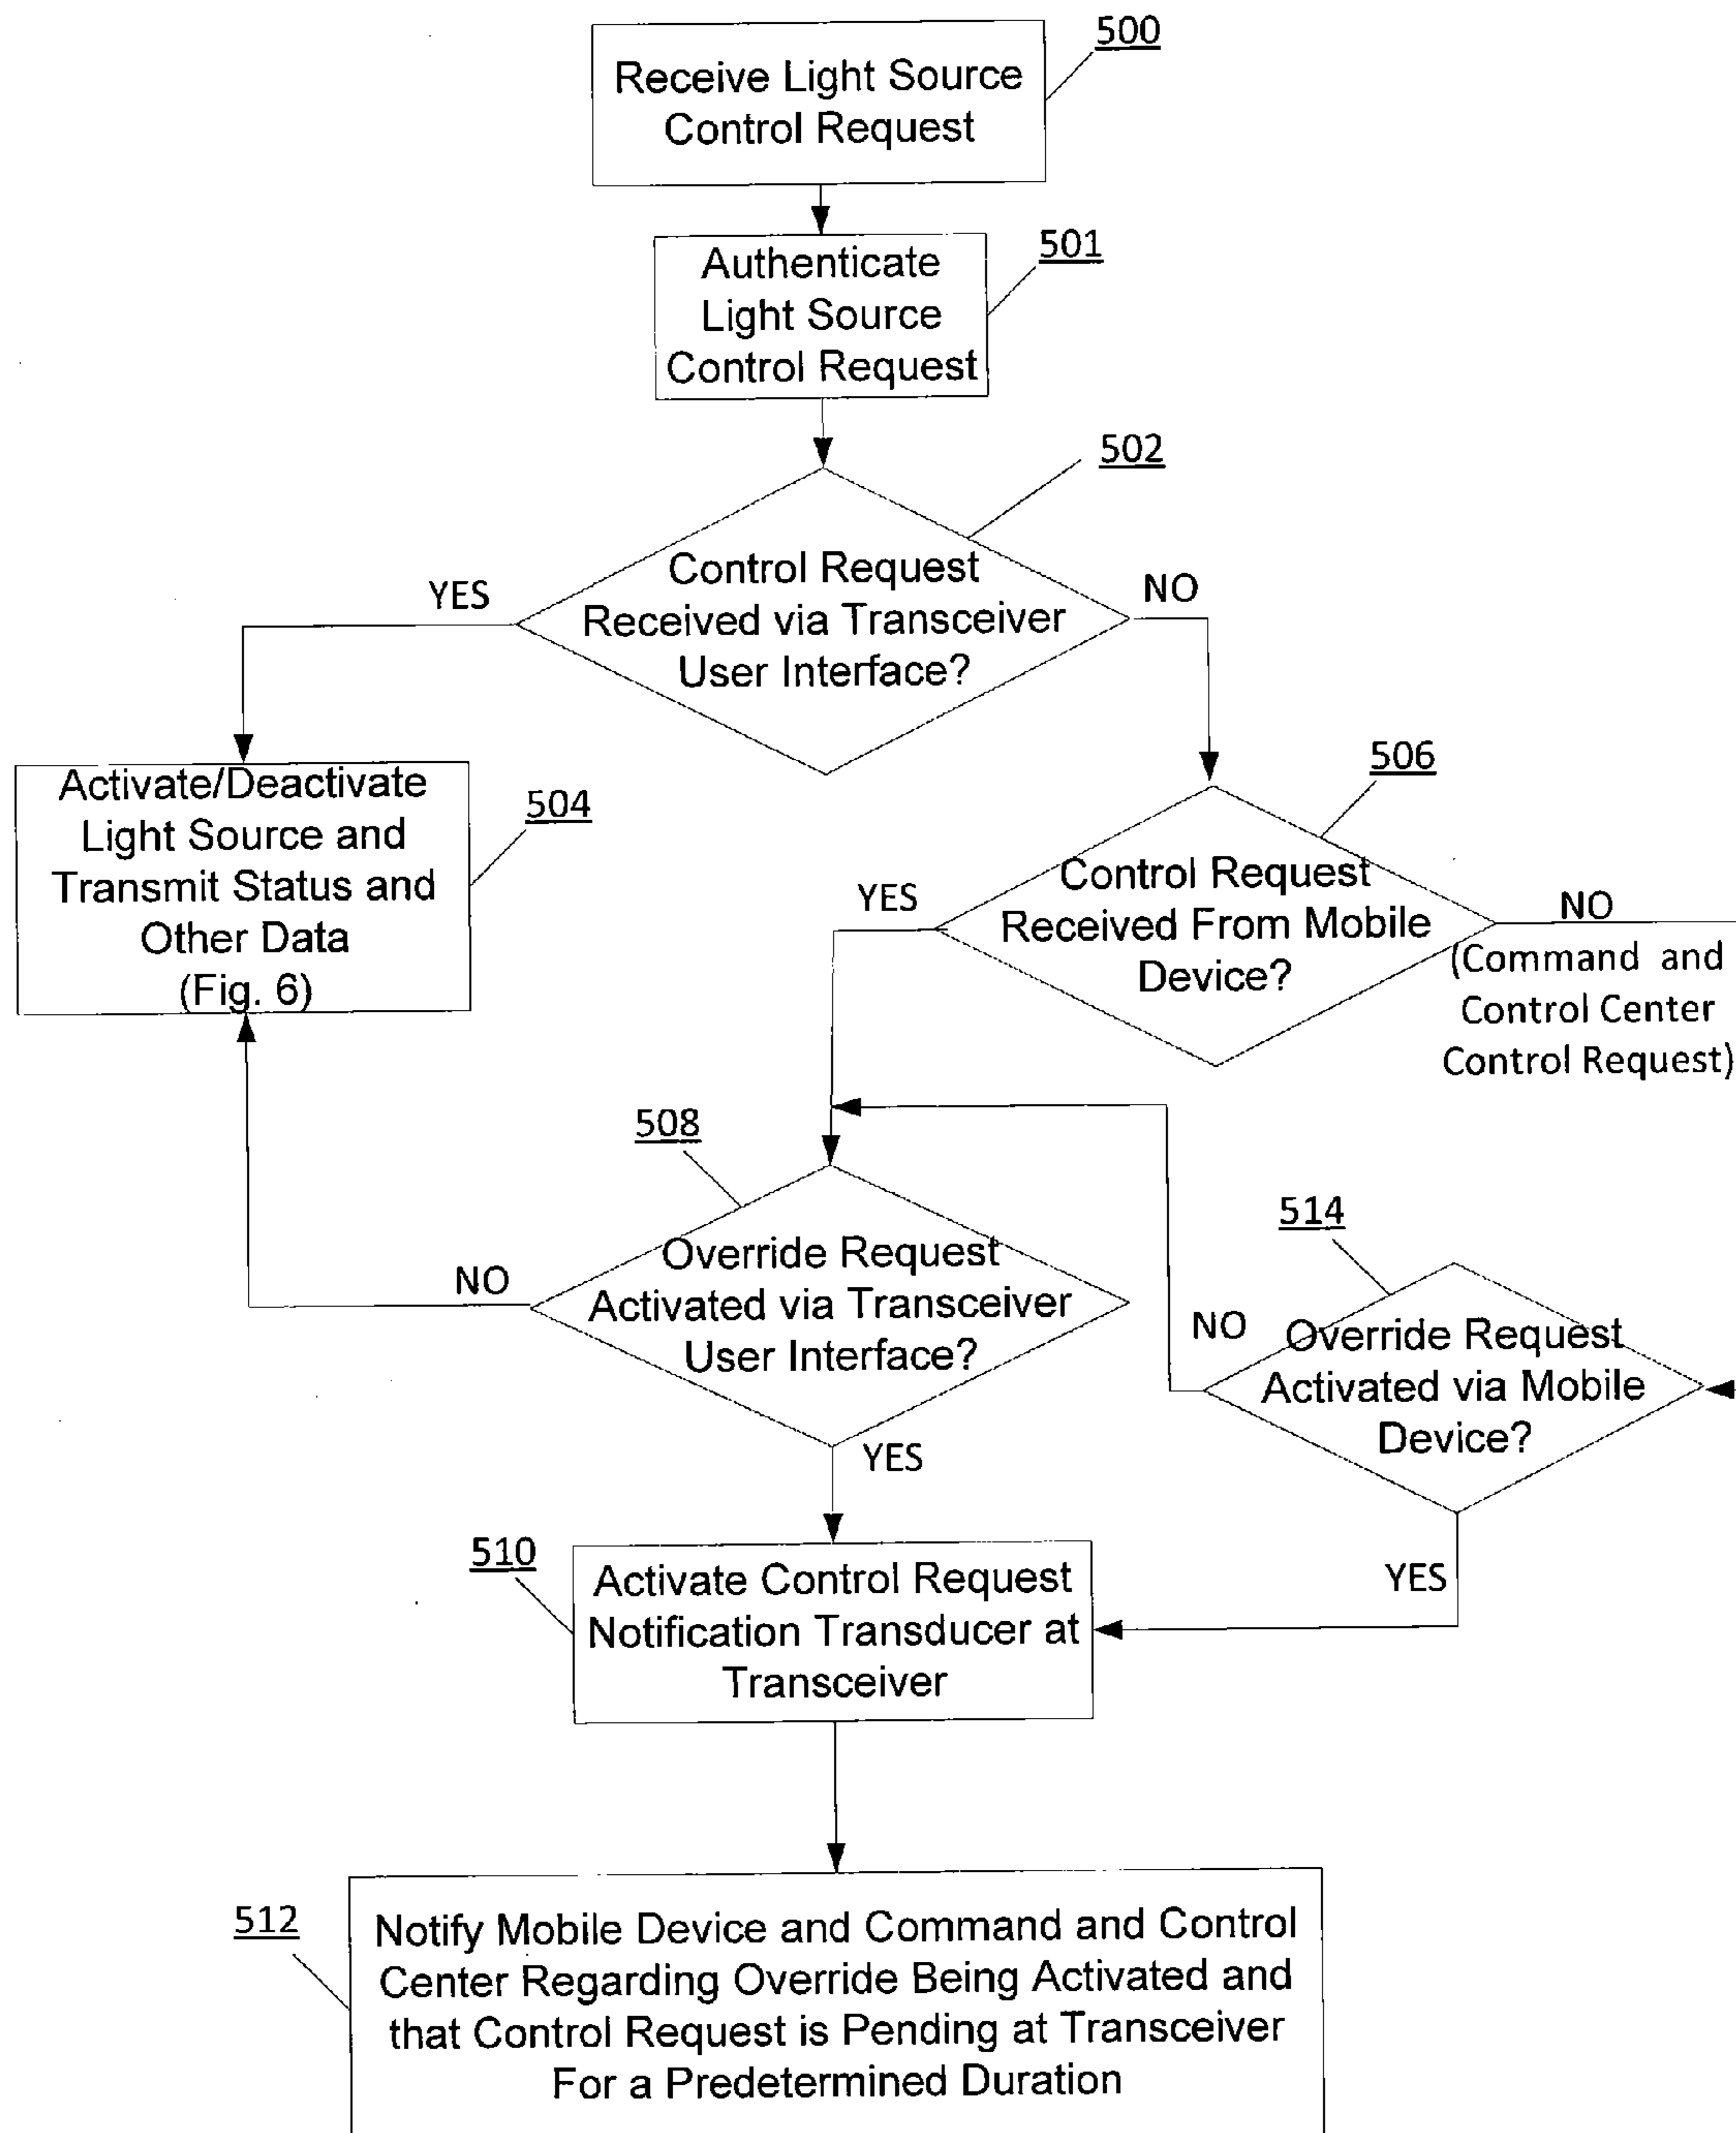 500
Receive Light Source
Control Request
501
Authenticate
Light Source
Control Request
502
Control Request
Received via Transceiver
User Interface?
YES
NO
504
Activate/Deactivate
Light Source and
Transmit Status and
Other Data
(Fig. 6)
506
Control Request
Received From Mobile
Device?
YES
NO
(Command and
Control Center
Control Request)
508
Override Request
Activated via Transceiver
User Interface?
NO
YES
514
Override Request
Activated via Mobile
Device?
NO
YES
510
Activate Control Request
Notification Transducer at
Transceiver
512
Notify Mobile Device and Command and Control
Center Regarding Override Being Activated and
that Control Request is Pending at Transceiver
For a Predetermined Duration